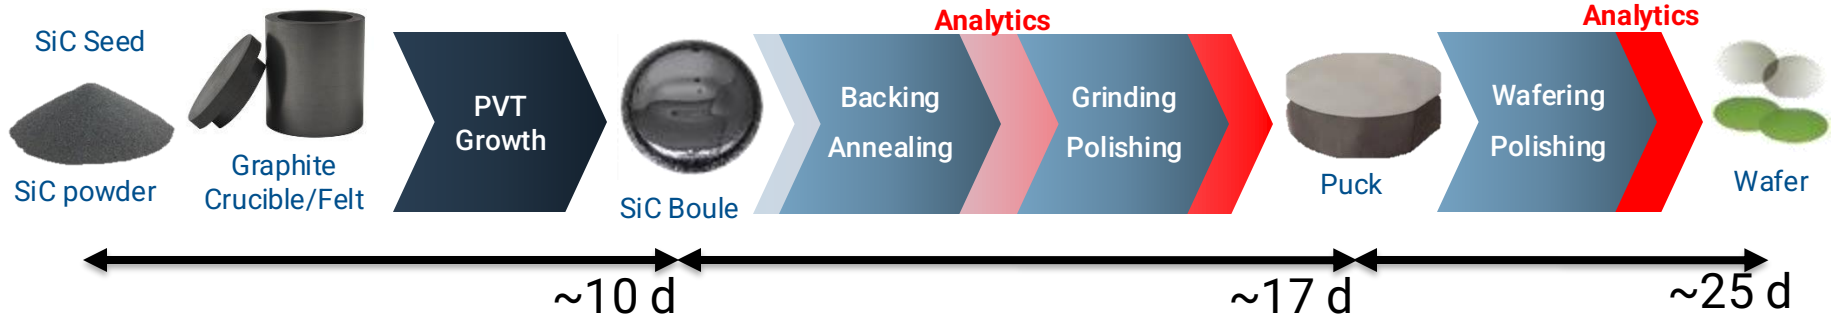 SiC Seed
SiC powder
Graphite
Crucible/Felt
PVT
Growth
SiC Boule
Analytics
Backing
Annealing
Grinding
Polishing
Puck
Analytics
Wafering
Polishing
Wafer
~10 d
~17 d
~25 d